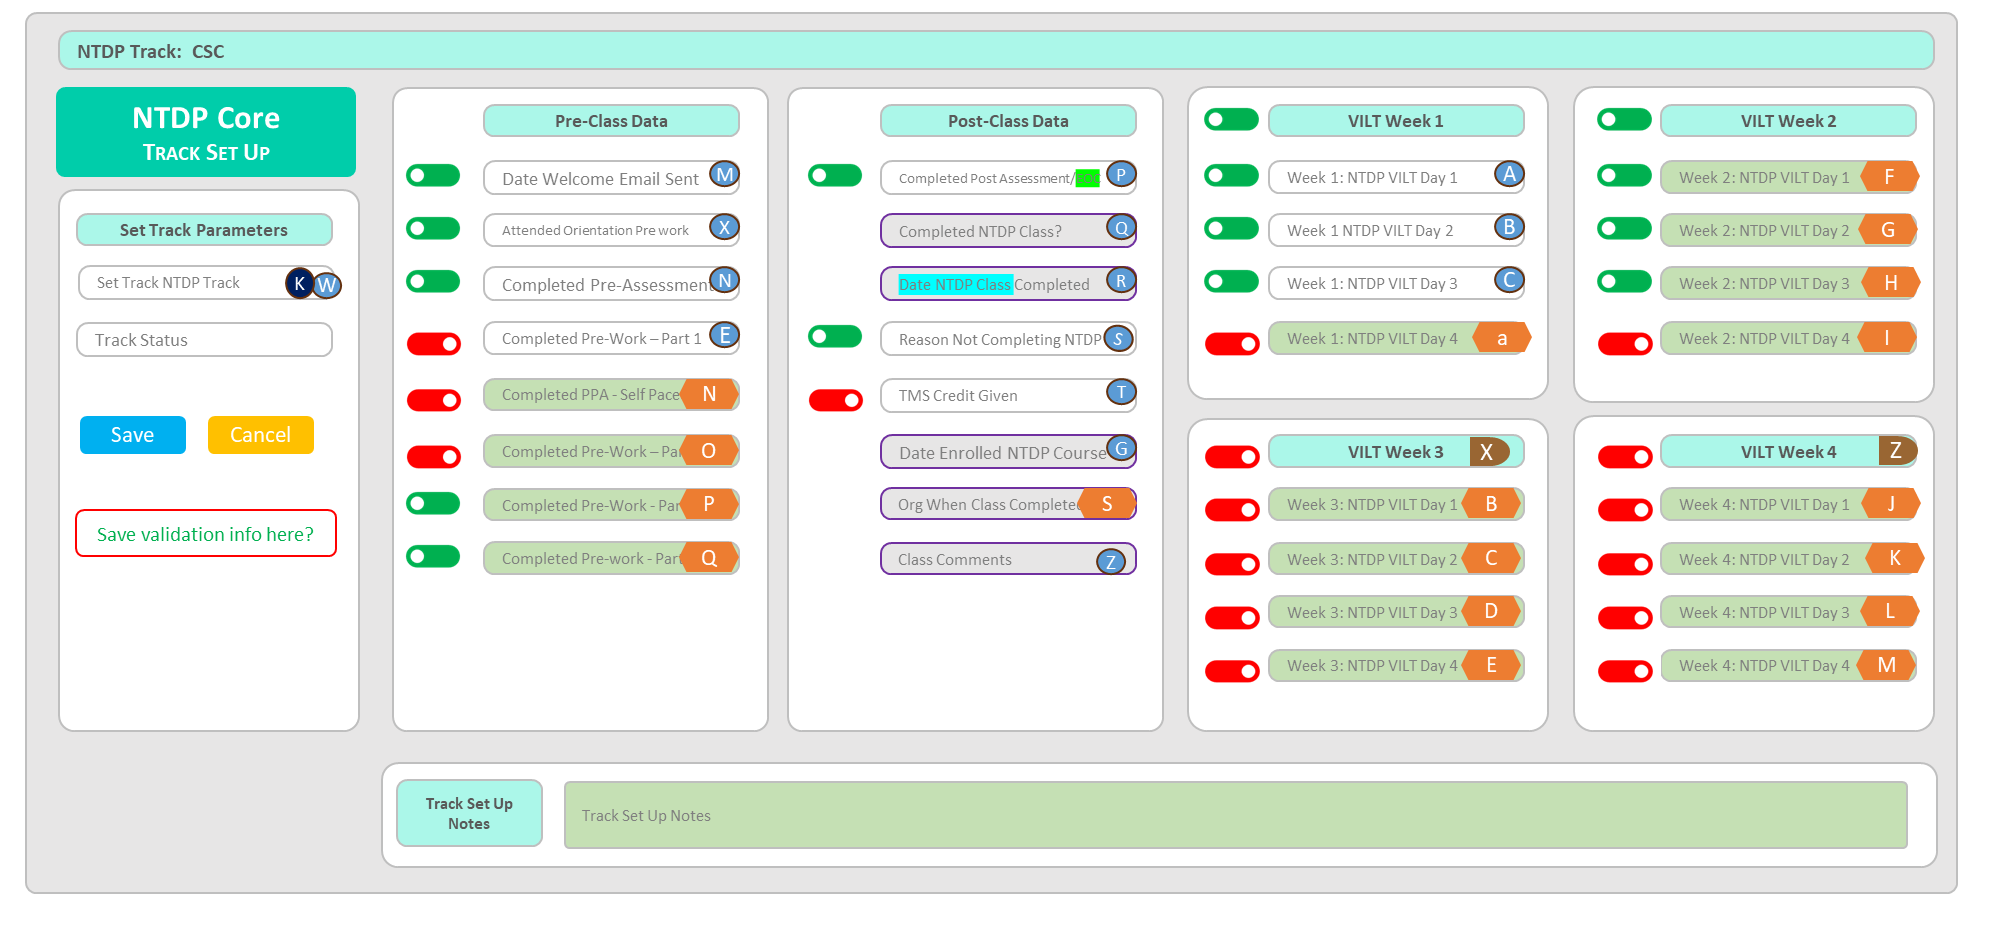 NTDP Track:  CSC
NTDP Core
TRACK SET UP
Set Track Parameters
Set Track NTDP Track K W
Track Status
Save Cancel
Save validation info here?
Pre-Class Data
Date Welcome Email Sent M
Attended Orientation Pre work X
Completed Pre-Assessment N
Completed Pre-Work – Part 1 E
Completed PPA - Self Pace N
Completed Pre-Work – Pa O
Completed Pre-Work - Par P
Completed Pre-work - Part Q
Post-Class Data
Completed Post Assessment/EOC P
Completed NTDP Class? Q
Date NTDP Class Completed R
Reason Not Completing NTDP S
TMS Credit Given T
Date Enrolled NTDP Course G
Org When Class Complete S
Class Comments Z
VILT Week 1
Week 1: NTDP VILT Day 1 A
Week 1 NTDP VILT Day 2 B
Week 1: NTDP VILT Day 3 C
Week 1: NTDP VILT Day 4 a
VILT Week 2
Week 2: NTDP VILT Day 1 F
Week 2: NTDP VILT Day 2 G
Week 2: NTDP VILT Day 3 H
Week 2: NTDP VILT Day 4 I
VILT Week 3 X
Week 3: NTDP VILT Day 1 B
Week 3: NTDP VILT Day 2 C
Week 3: NTDP VILT Day 3 D
Week 3: NTDP VILT Day 4 E
VILT Week 4 Z
Week 4: NTDP VILT Day 1 J
Week 4: NTDP VILT Day 2 K
Week 4: NTDP VILT Day 3 L
Week 4: NTDP VILT Day 4 M
Track Set Up
Notes
Track Set Up Notes